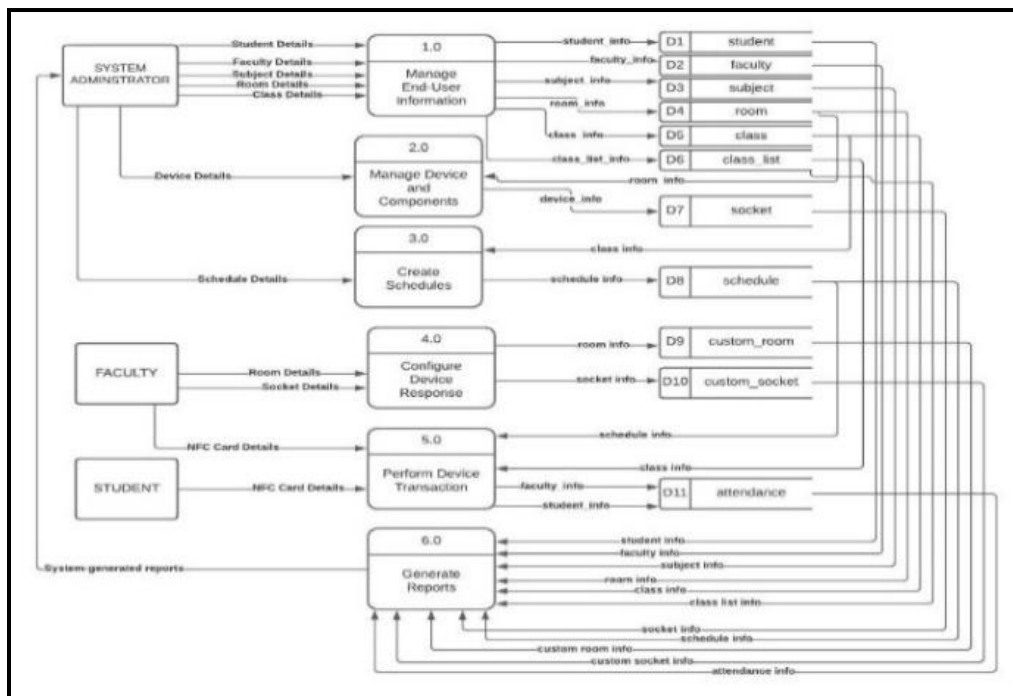 Student Details
Faculty Details
Subject Details
Room Details
Class Details
SYSTEM
ADMINSTRATOR
1.0
Manage
End-User
Information
student_info
faculty_info
subject_info
room_info
class_info
class_list_info
D1 student
D2 faculty
D3 subject
D4 room
D5 class
D6 class_list
room_info
Device Details
2.0
Manage Device
and
Components
device_info
D7 socket
class info
Schedule Details
3.0
Create
Schedules
schedule info
D8 schedule
FACULTY
Room Details
Socket Details
4.0
Configure
Device
Response
room info
socket info
D9 custom_room
D10 custom_socket
NFC Card Details
schedule info
STUDENT
NFC Card Details
5.0
Perform Device
Transaction
class info
faculty_info
student_info
D11 attendance
System generated reports
6.0
Generate
Reports
student info
faculty info
subject info
room info
class info
class list info
socket info
schedule info
custom room info
custom socket info
attendance info